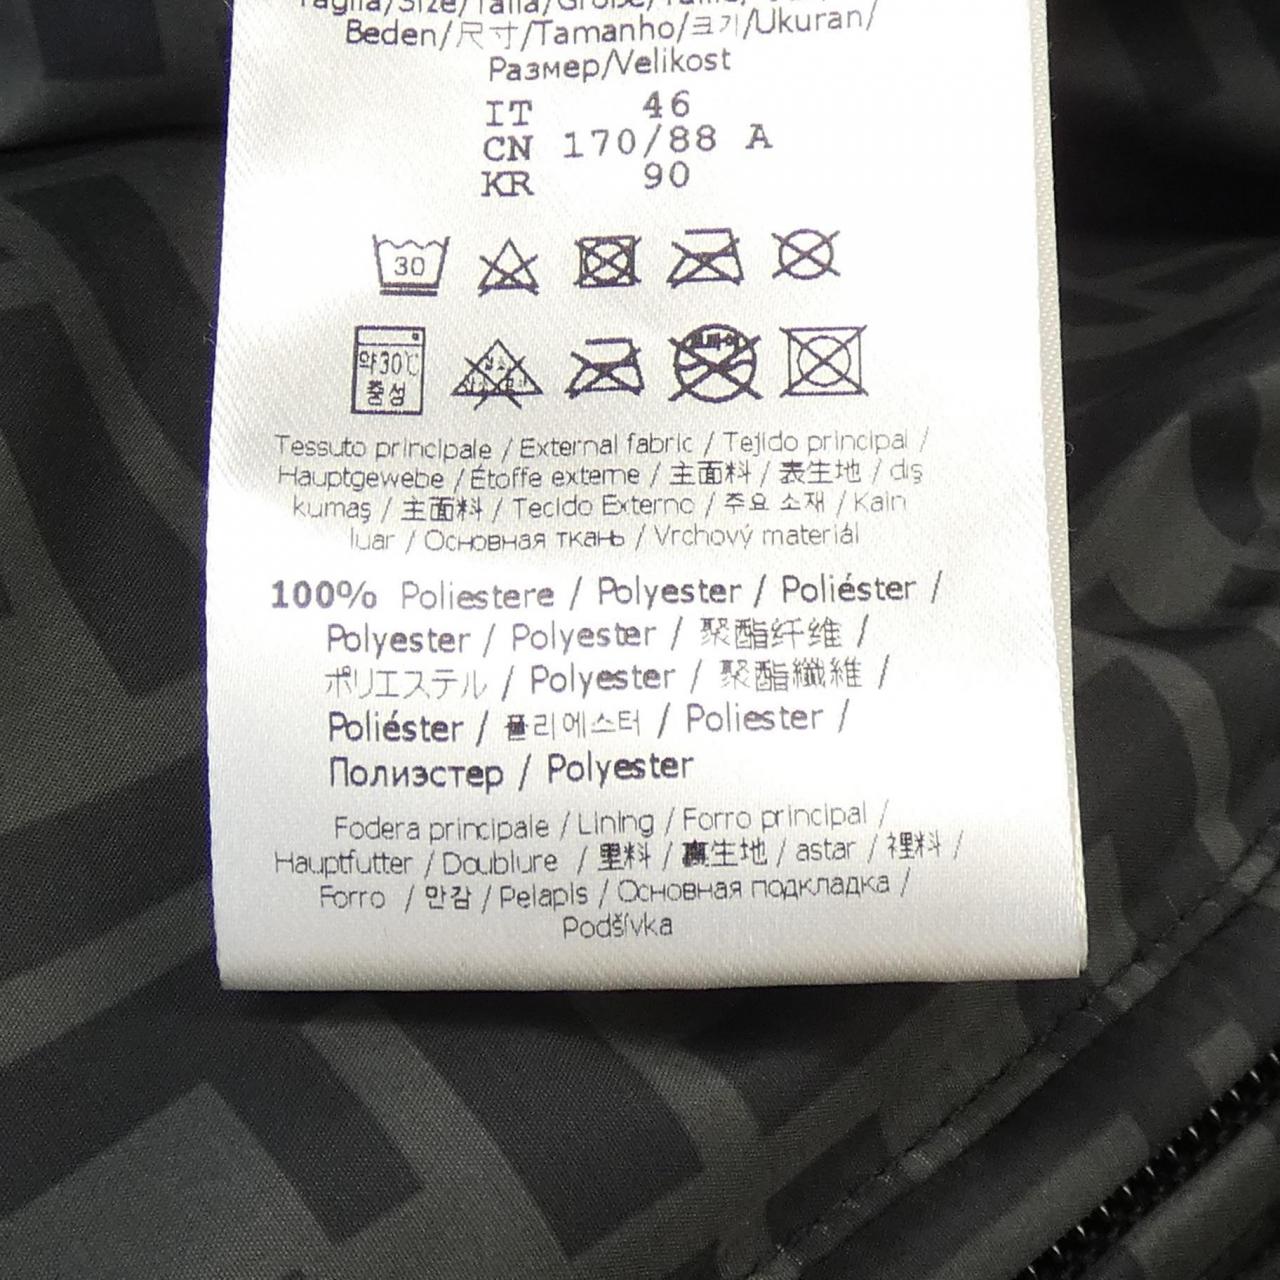 Taglia/Size/Talla/Größe/Taille/
Beden/尺寸/Tamanho/크기/Ukuran/
Размер/Velikost
IT 46
CN 170/88 A
KR 90
30
약30℃
중성
Tessuto principale / External fabric / Tejido principal /
Hauptgewebe / Étoffe externe / 主面料 / 表生地 / dış
kumaş / 主面料 / Tecido Externo / 주요 소재 / Kain
luar / Основная ткань / Vrchový materiál
100% Poliestere / Polyester / Poliéster /
Polyester / Polyester / 聚酯纤维 /
ポリエステル / Polyester / 聚酯纖維 /
Poliéster / 폴리에스터 / Poliester /
Полиэстер / Polyester
Fodera principale / Lining / Forro principal /
Hauptfutter / Doublure / 里料 / 裏生地 / astar / 裡料 /
Forro / 안감 / Pelapis / Основная подкладка /
Podšívka